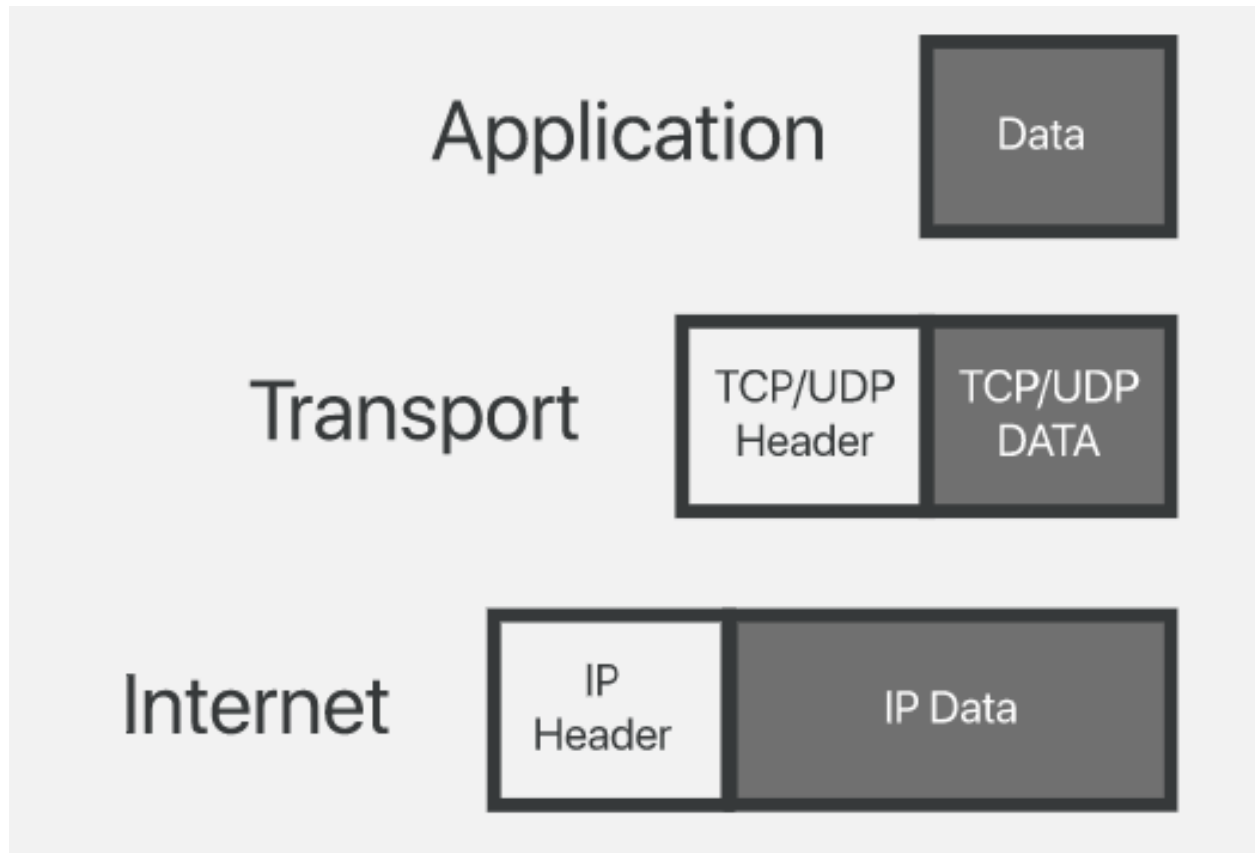 Application
Data
Transport
TCP/UDP
Header
TCP/UDP
DATA
Internet
IP
Header
IP Data